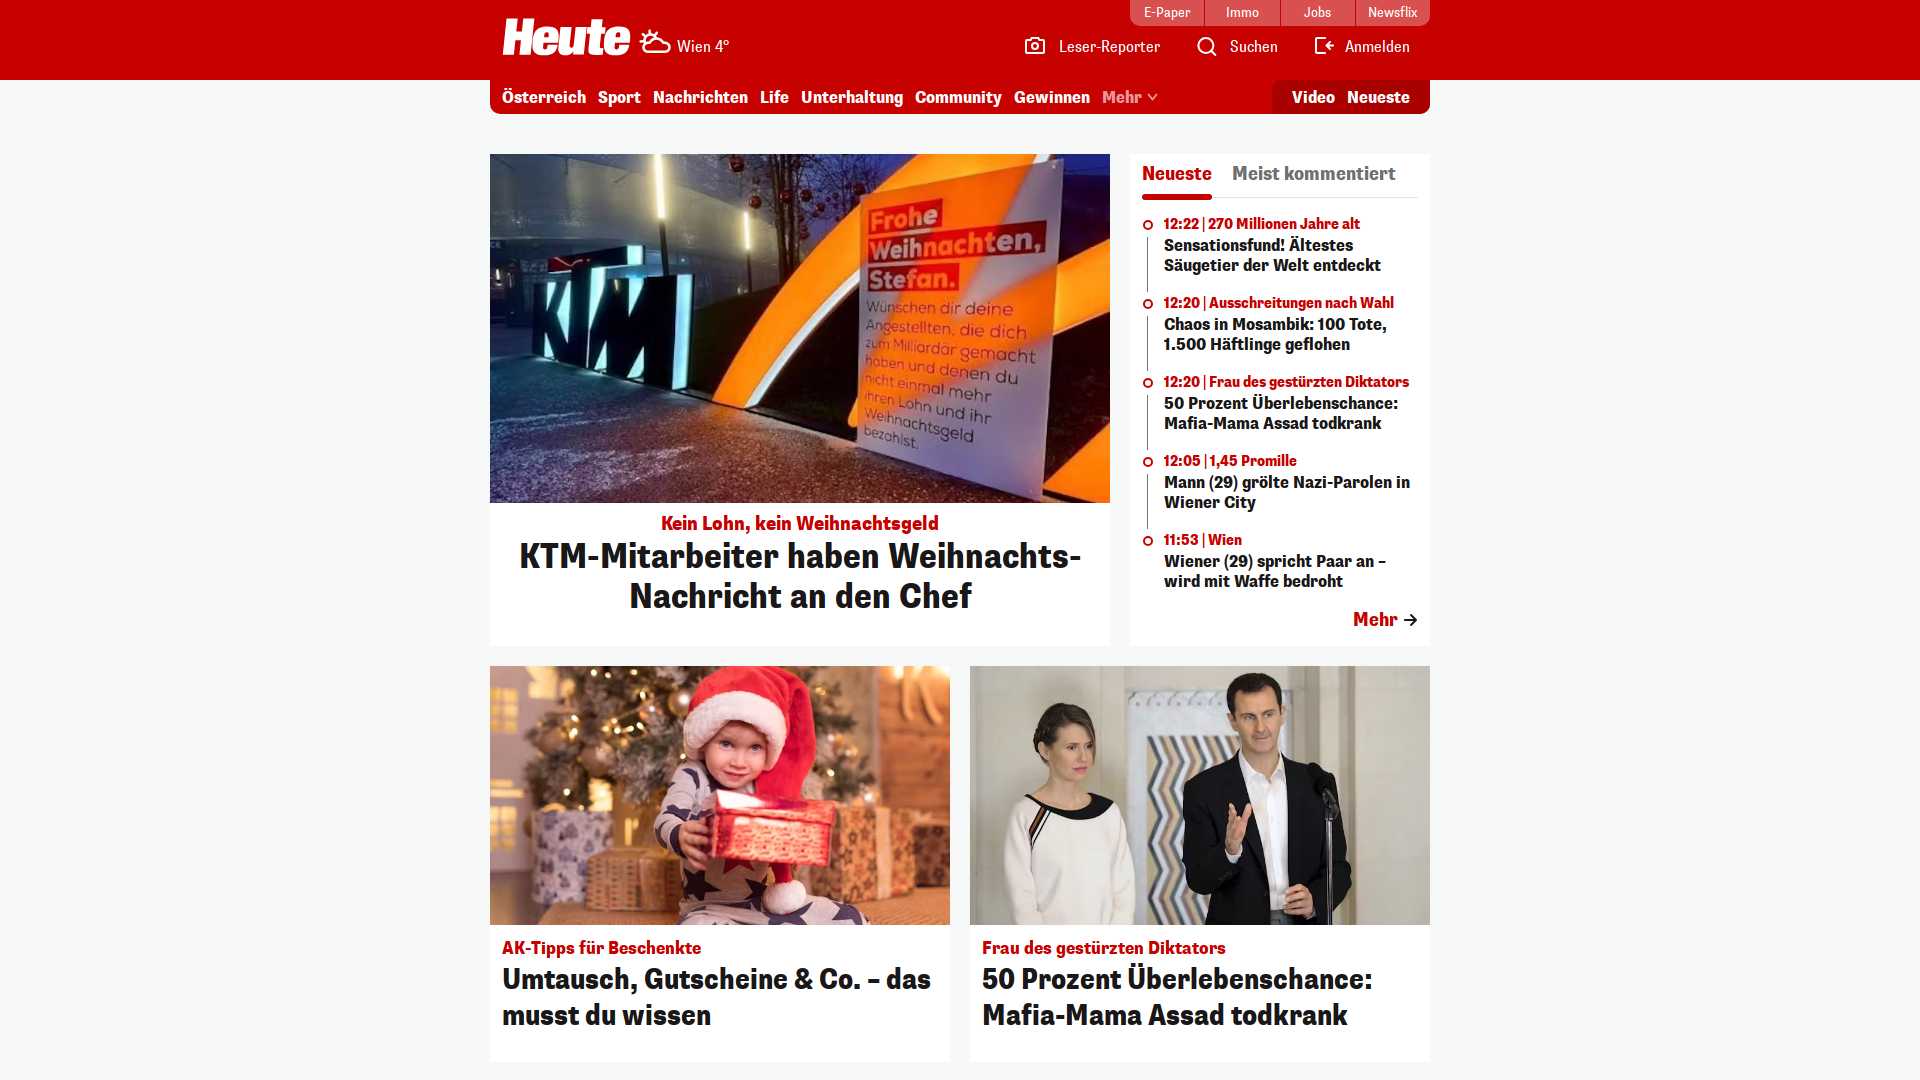 E-Paper
Immo
Jobs
Newsflix
Heute
Wien 4°
Leser-Reporter
Suchen
Anmelden
Österreich
Sport
Nachrichten
Life
Unterhaltung
Community
Gewinnen
Mehr
Video
Neueste
KTM
Frohe
Weihnachten,
Stefan.
Wünschen dir deine
Angestellten, die dich
zum Milliardär gemacht
haben und denen du
nicht einmal mehr
ihren Lohn und ihr
Weihnachtsgeld
bezahlst.
Kein Lohn, kein Weihnachtsgeld
KTM-Mitarbeiter haben Weihnachts-
Nachricht an den Chef
Neueste
Meist kommentiert
12:22 | 270 Millionen Jahre alt
Sensationsfund! Ältestes
Säugetier der Welt entdeckt
12:20 | Ausschreitungen nach Wahl
Chaos in Mosambik: 100 Tote,
1.500 Häftlinge geflohen
12:20 | Frau des gestürzten Diktators
50 Prozent Überlebenschance:
Mafia-Mama Assad todkrank
12:05 | 1,45 Promille
Mann (29) grölte Nazi-Parolen in
Wiener City
11:53 | Wien
Wiener (29) spricht Paar an –
wird mit Waffe bedroht
Mehr
AK-Tipps für Beschenkte
Umtausch, Gutscheine & Co. – das
musst du wissen
Frau des gestürzten Diktators
50 Prozent Überlebenschance:
Mafia-Mama Assad todkrank